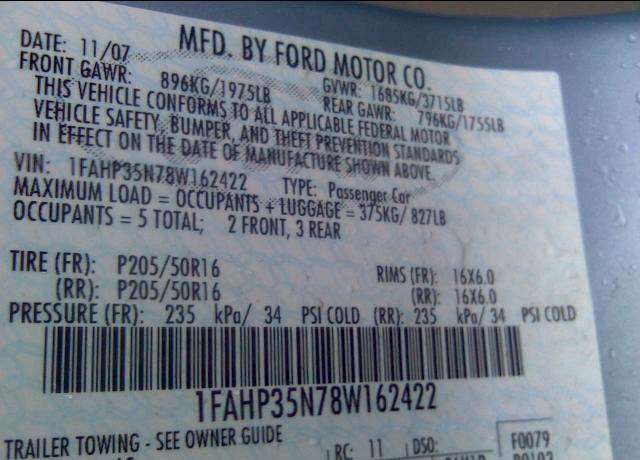 MFD. BY FORD MOTOR CO.
DATE: 11/07
GVWR: 1685KG/3715LB
FRONT GAWR: 896KG/1975LB REAR GAWR: 796KG/1755LB
THIS VEHICLE CONFORMS TO ALL APPLICABLE FEDERAL MOTOR
VEHICLE SAFETY, BUMPER, AND THEFT PREVENTION STANDARDS
IN EFFECT ON THE DATE OF MANUFACTURE SHOWN ABOVE.
VIN: 1FAHP35N78W162422 TYPE: Passenger Car
MAXIMUM LOAD = OCCUPANTS + LUGGAGE = 375KG/ 827LB
OCCUPANTS = 5 TOTAL; 2 FRONT, 3 REAR
TIRE (FR): P205/50R16 RIMS (FR): 16X6.0
(RR): P205/50R16 (RR): 16X6.0
PRESSURE (FR): 235 kPa/ 34 PSI COLD (RR): 235 kPa/ 34 PSI COLD
1FAHP35N78W162422
TRAILER TOWING - SEE OWNER GUIDE
RC: 11 DSO: F0079